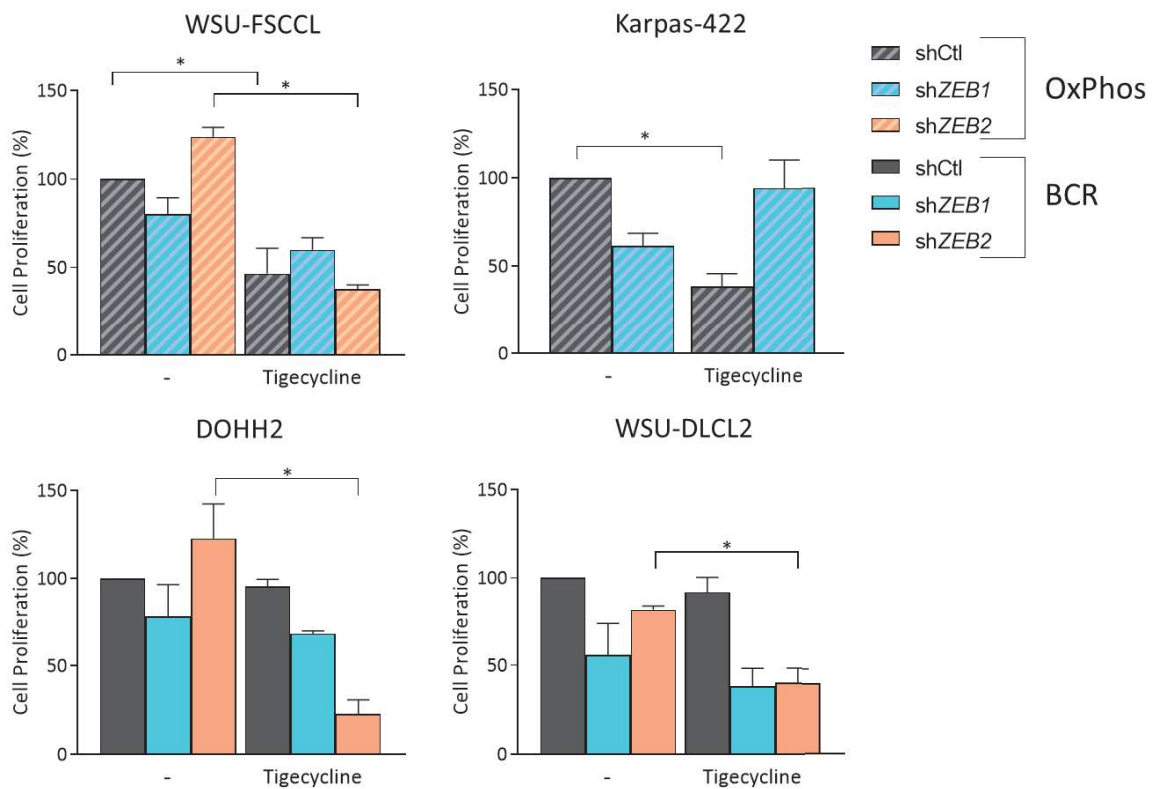 WSU-FSCCL
Karpas-422
shCtl
shZEB1
shZEB2
OxPhos
shCtl
shZEB1
shZEB2
BCR
Cell Proliferation (%)
150
100
50
0
*
*
-
Tigecycline
Cell Proliferation (%)
150
100
50
0
*
-
Tigecycline
DOHH2
WSU-DLCL2
Cell Proliferation (%)
150
100
50
0
*
-
Tigecycline
Cell Proliferation (%)
150
100
50
0
*
-
Tigecycline